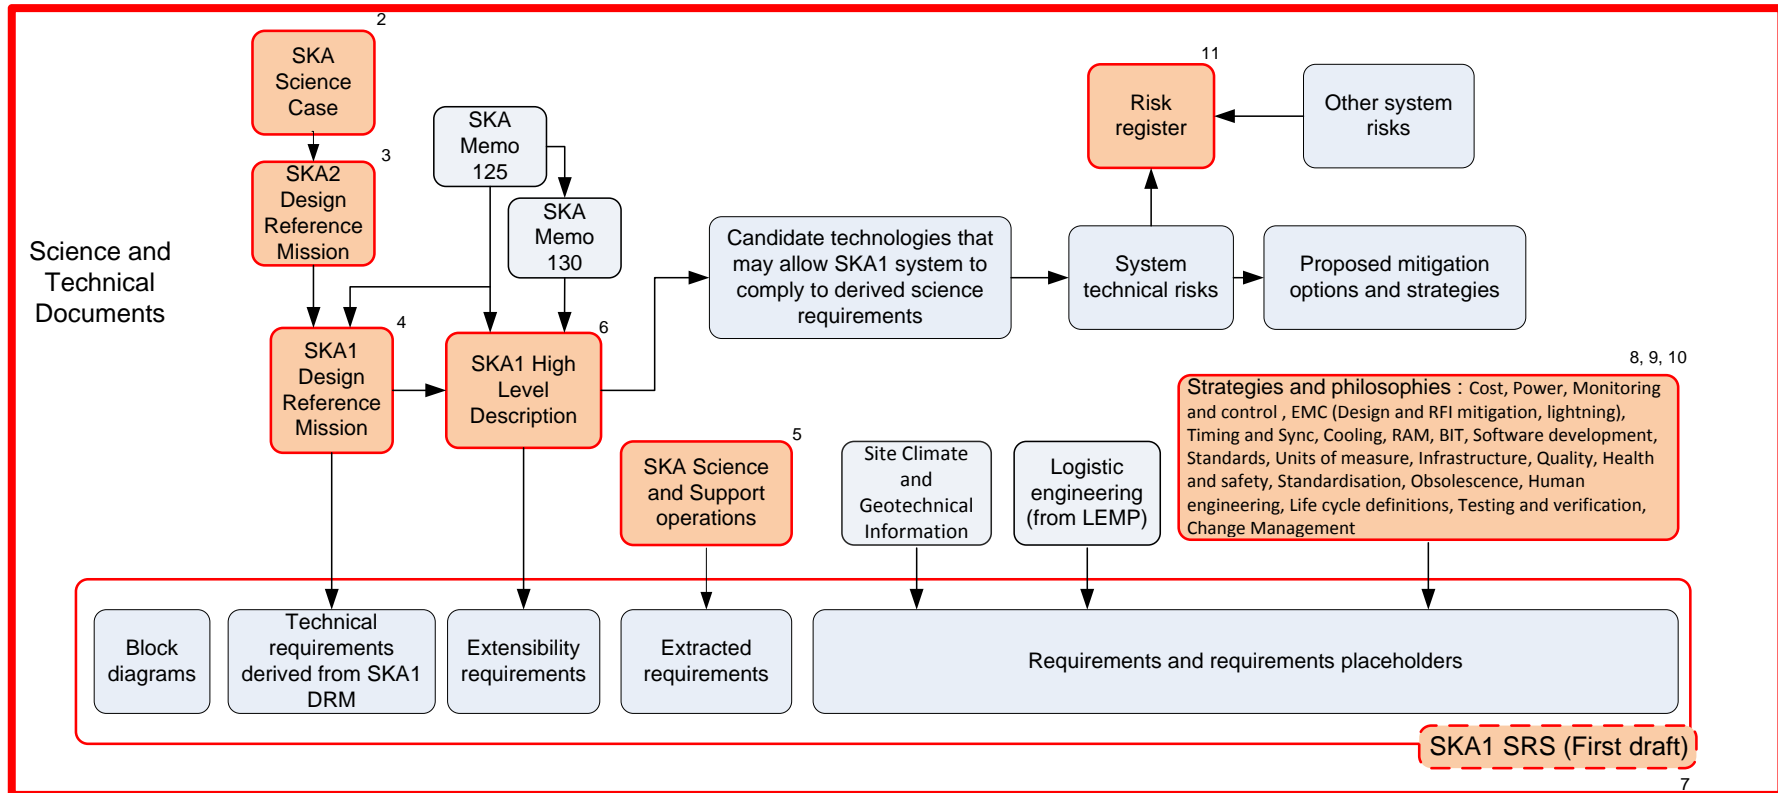 2
SKA
Science
Case
3
SKA2
Design
Reference
Mission
SKA
Memo
125
SKA
Memo
130
11
Risk
register
Other system
risks
Science and
Technical
Documents
Candidate technologies that
may allow SKA1 system to
comply to derived science
requirements
System
technical risks
Proposed mitigation
options and strategies
4
SKA1
Design
Reference
Mission
6
SKA1 High
Level
Description
5
SKA Science
and Support
operations
Site Climate
and
Geotechnical
Information
Logistic
engineering
(from LEMP)
8, 9, 10
Strategies and philosophies : Cost, Power, Monitoring
and control , EMC (Design and RFI mitigation, lightning),
Timing and Sync, Cooling, RAM, BIT, Software development,
Standards, Units of measure, Infrastructure, Quality, Health
and safety, Standardisation, Obsolescence, Human
engineering, Life cycle definitions, Testing and verification,
Change Management
Block
diagrams
Technical
requirements
derived from SKA1
DRM
Extensibility
requirements
Extracted
requirements
Requirements and requirements placeholders
SKA1 SRS (First draft)
7